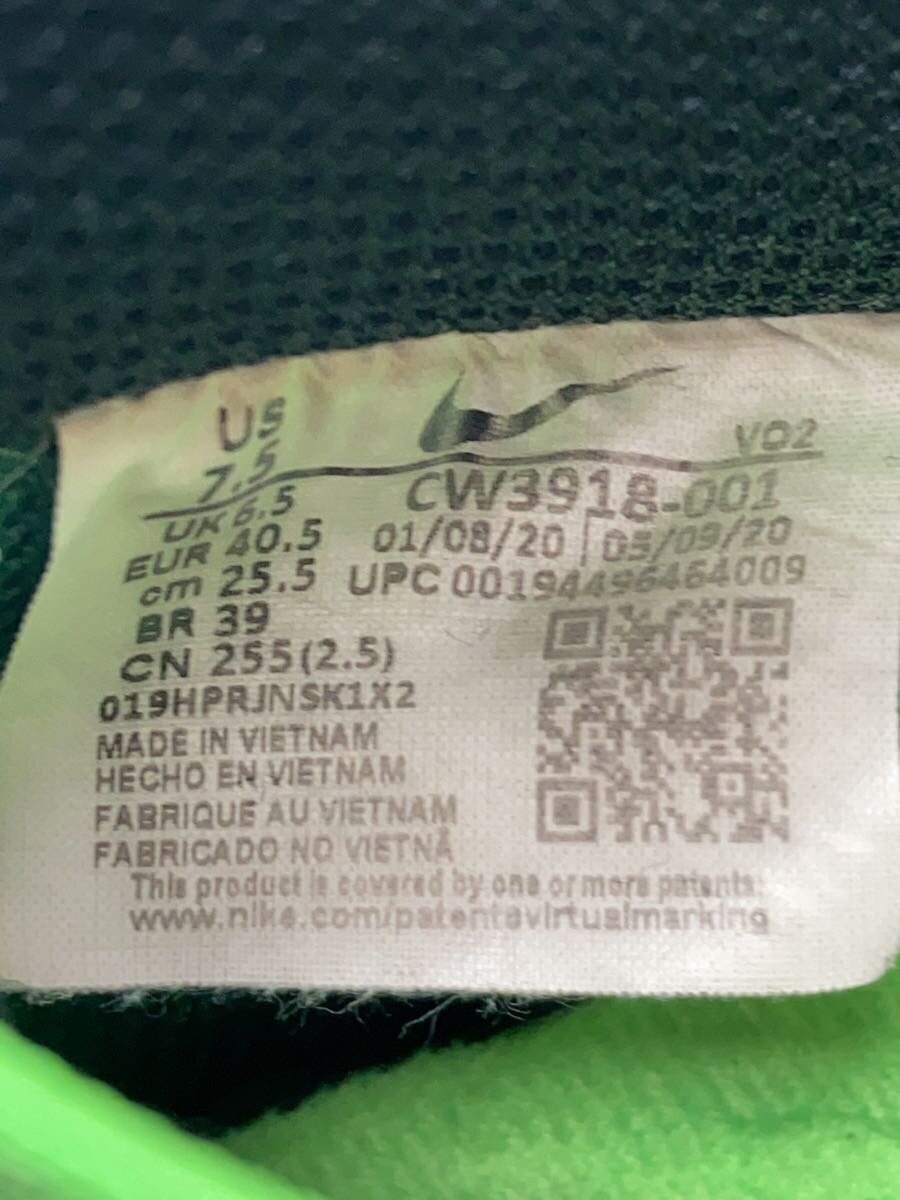 US
7.5
VO2
UK 6.5
CW3918-001
EUR 40.5
01/08/20
05/09/20
cm 25.5
UPC 00194496464009
BR 39
CN 255(2.5)
019HPRJNSK1X2
MADE IN VIETNAM
HECHO EN VIETNAM
FABRIQUE AU VIETNAM
FABRICADO NO VIETNÃ
This product is covered by one or more patents:
www.nike.com/patentsvirtualmarking